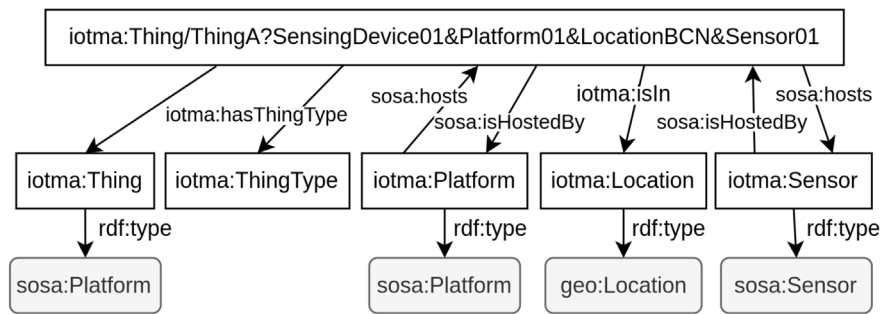 iotma:Thing/ThingA?SensingDevice01&Platform01&LocationBCN&Sensor01
iotma:hasThingType
sosa:hosts
sosa:isHostedBy
iotma:isIn
sosa:isHostedBy
sosa:hosts
iotma:Thing
iotma:ThingType
iotma:Platform
iotma:Location
iotma:Sensor
rdf:type
rdf:type
rdf:type
rdf:type
sosa:Platform
sosa:Platform
geo:Location
sosa:Sensor